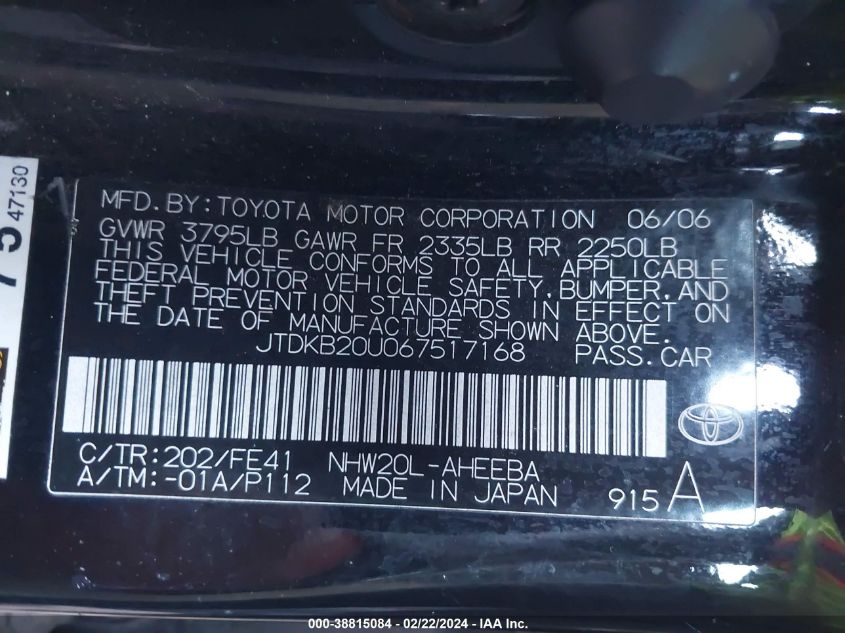 47130
MFD. BY: TOYOTA MOTOR CORPORATION 06/06
GVWR 3795LB GAWR FR 2335LB RR 2250LB
THIS VEHICLE CONFORMS TO ALL APPLICABLE
FEDERAL MOTOR VEHICLE SAFETY, BUMPER, AND
THEFT PREVENTION STANDARDS IN EFFECT ON
THE DATE OF MANUFACTURE SHOWN ABOVE.
JTDKB20U067517168 PASS. CAR
C/TR: 202/FE41 NHW20L-AHEEBA
A/TM: -01A/P112 MADE IN JAPAN 915 A
000-38815084 - 02/22/2024 - IAA Inc.